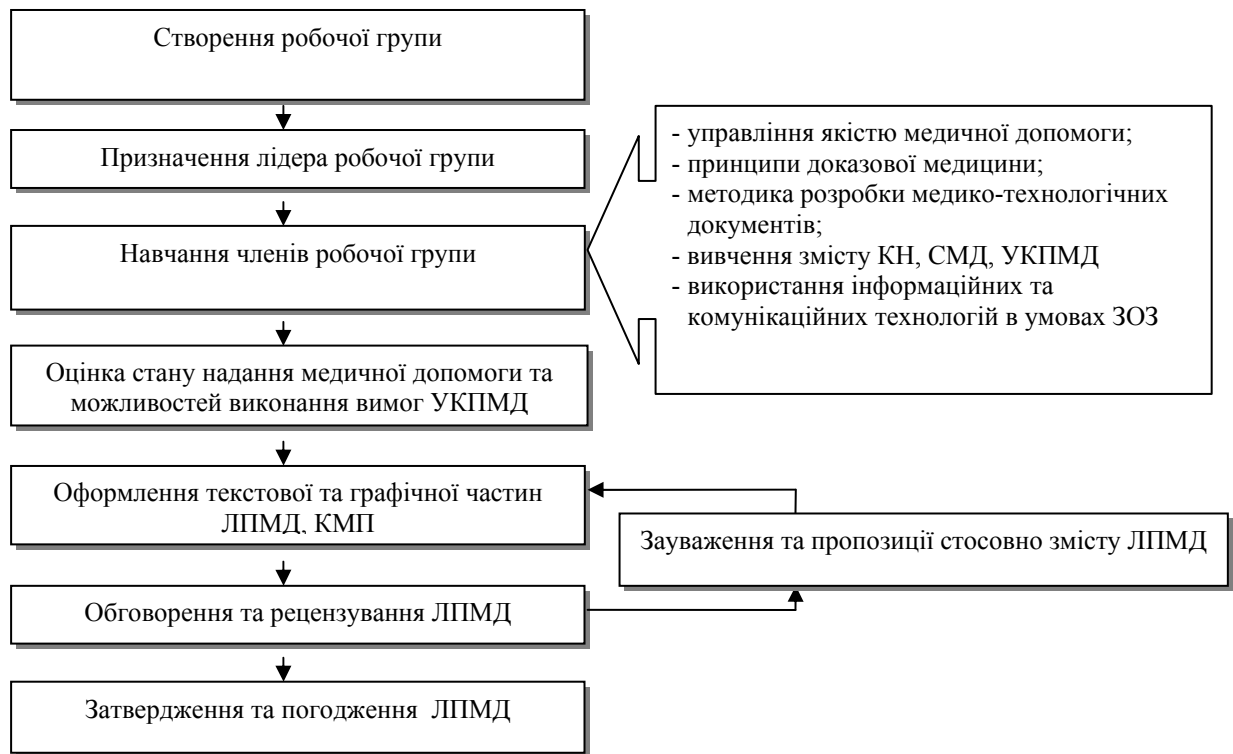 Створення робочої групи
Призначення лідера робочої групи
Навчання членів робочої групи
- управління якістю медичної допомоги;
- принципи доказової медицини;
- методика розробки медико-технологічних
документів;
- вивчення змісту КН, СМД, УКПМД
- використання інформаційних та
комунікаційних технологій в умовах ЗОЗ
Оцінка стану надання медичної допомоги та
можливостей виконання вимог УКПМД
Оформлення текстової та графічної частин
ЛПМД, КМП
Зауваження та пропозиції стосовно змісту ЛПМД
Обговорення та рецензування ЛПМД
Затвердження та погодження ЛПМД